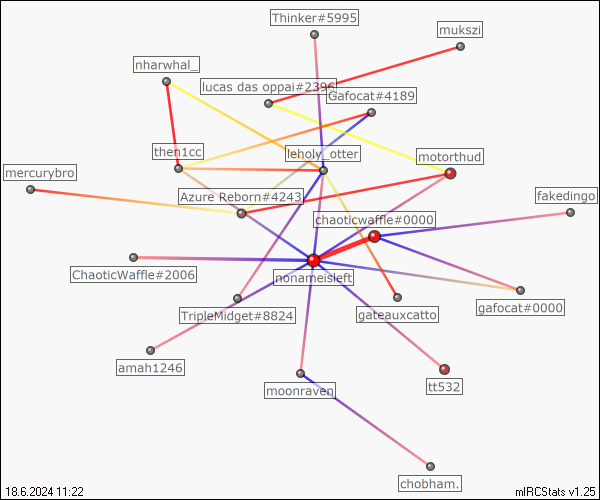 Thinker#5995
mukszi
nharwhal_
lucas das oppai#2396
Gafocat#4189
then1cc
leholy_otter
motorthud
mercurybro
Azure Reborn#4243
fakedingo
chaoticwaffle#0000
ChaoticWaffle#2006
nonameisleft
TripleMidget#8824
gateauxcatto
gafocat#0000
amah1246
moonraven
tt532
chobham.
18.6.2024 11:22
mIRCStats v1.25